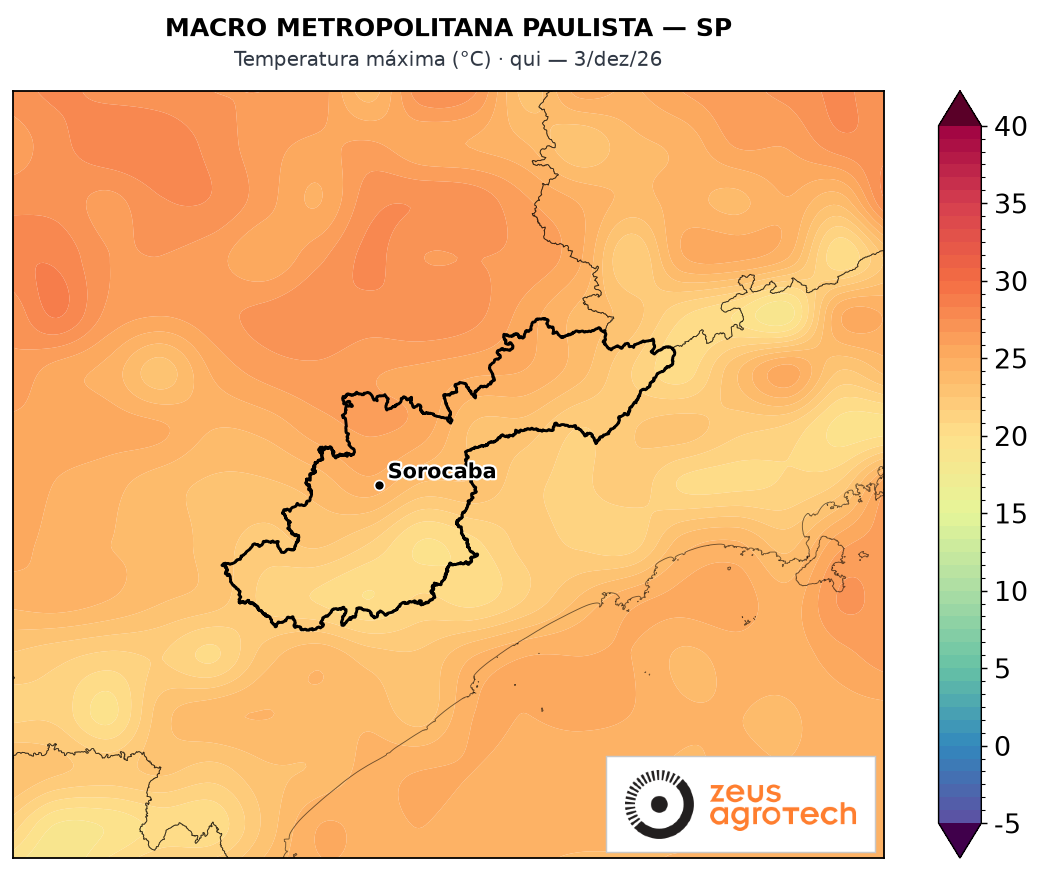 MACRO METROPOLITANA PAULISTA — SP
Temperatura máxima (°C) · qui — 3/dez/26
40
35
30
25
20
15
10
5
0
-5
Sorocaba
zeus
agrotech